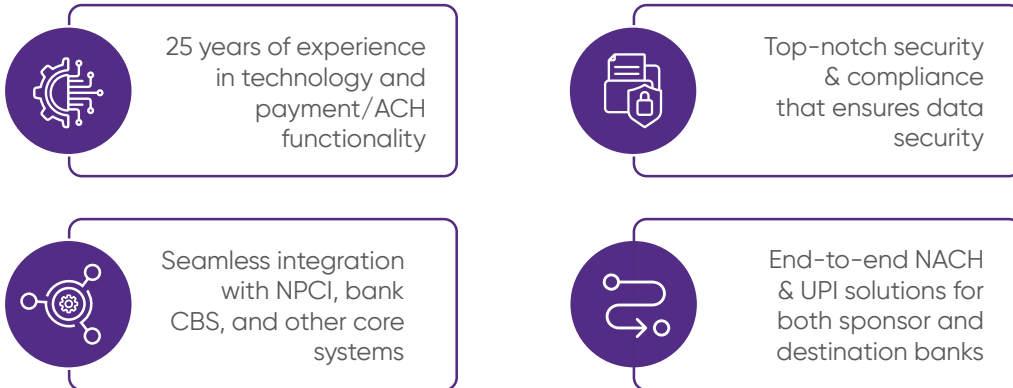 25 years of experience
in technology and
payment/ACH
functionality
Top-notch security
& compliance
that ensures data
security
Seamless integration
with NPCI, bank
CBS, and other core
systems
End-to-end NACH
& UPI solutions for
both sponsor and
destination banks